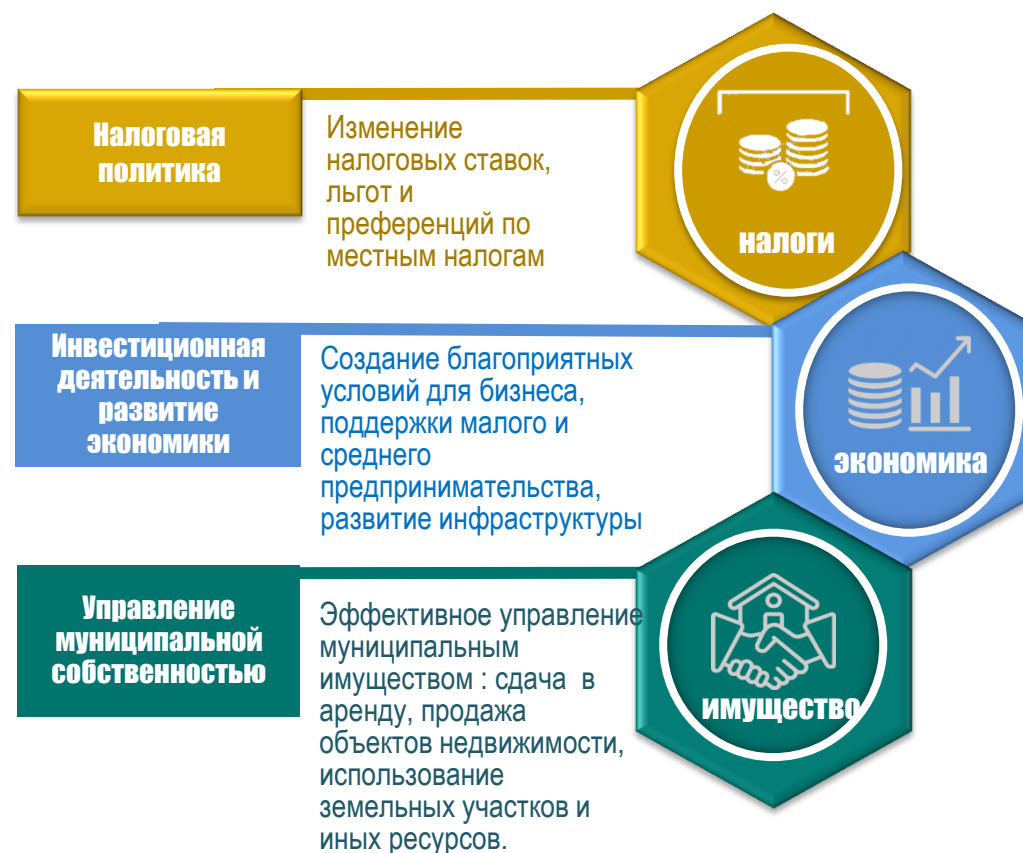 Налоговая
политика
Изменение
налоговых ставок,
льгот и
преференций по
местным налогам
%
налоги
Инвестиционная
деятельность и
развитие
экономики
Создание благоприятных
условий для бизнеса,
поддержки малого и
среднего
предпринимательства,
развитие инфраструктуры
экономика
Управление
муниципальной
собственностью
Эффективное управление
муниципальным
имуществом : сдача в
аренду, продажа
объектов недвижимости,
использование
земельных участков и
иных ресурсов.
имущество